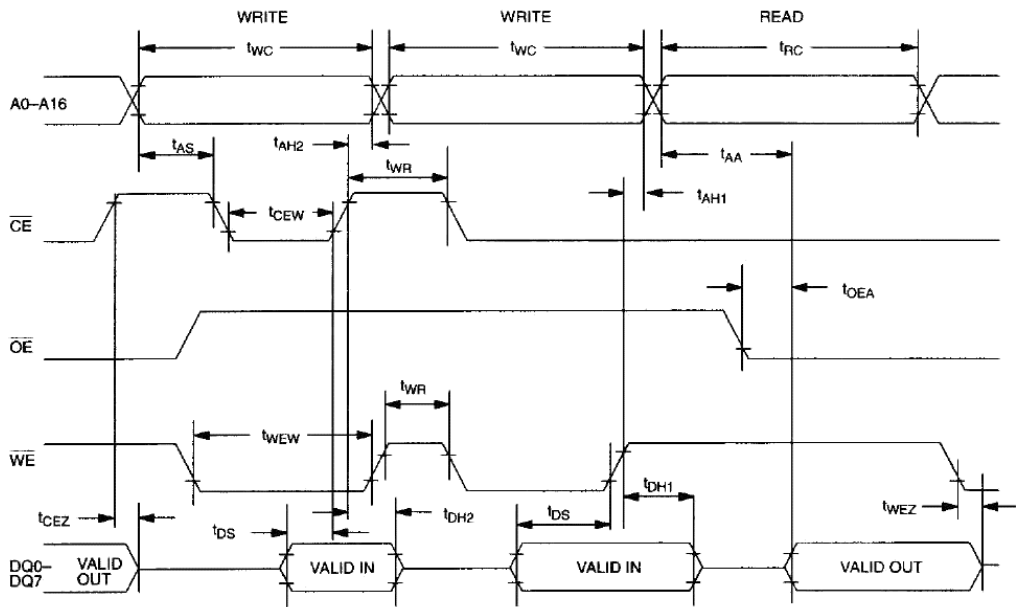 WRITE WRITE READ
tWC tWC tRC
A0–A16
tAS tAH2 tWR tAA
tAH1
CE tCEW
tOEA
OE
tWR
WE tWEW
tCEZ tDS tDH2 tDS tDH1 tWEZ
DQ0–
DQ7
VALID
OUT
VALID IN VALID IN VALID OUT